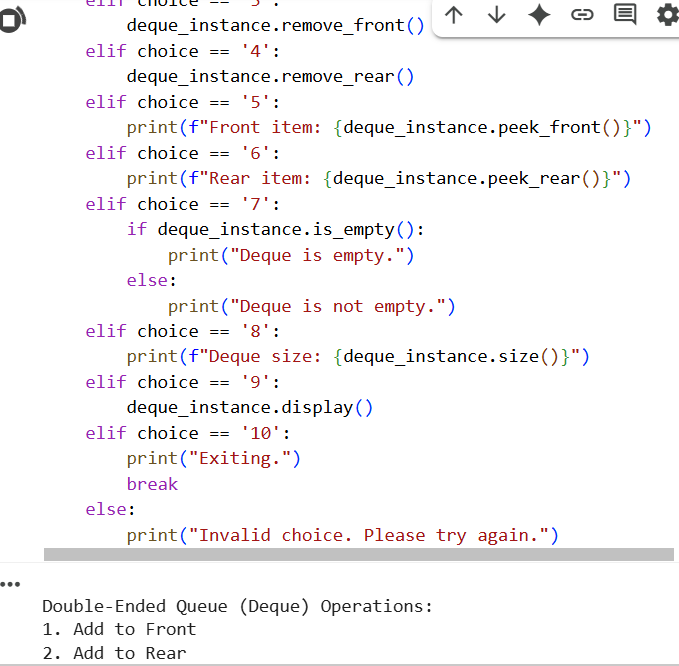 elif choice == '3':
deque_instance.remove_front()
elif choice == '4':
deque_instance.remove_rear()
elif choice == '5':
print(f"Front item: {deque_instance.peek_front()}")
elif choice == '6':
print(f"Rear item: {deque_instance.peek_rear()}")
elif choice == '7':
if deque_instance.is_empty():
print("Deque is empty.")
else:
print("Deque is not empty.")
elif choice == '8':
print(f"Deque size: {deque_instance.size()}")
elif choice == '9':
deque_instance.display()
elif choice == '10':
print("Exiting.")
break
else:
print("Invalid choice. Please try again.")
Double-Ended Queue (Deque) Operations:
1. Add to Front
2. Add to Rear